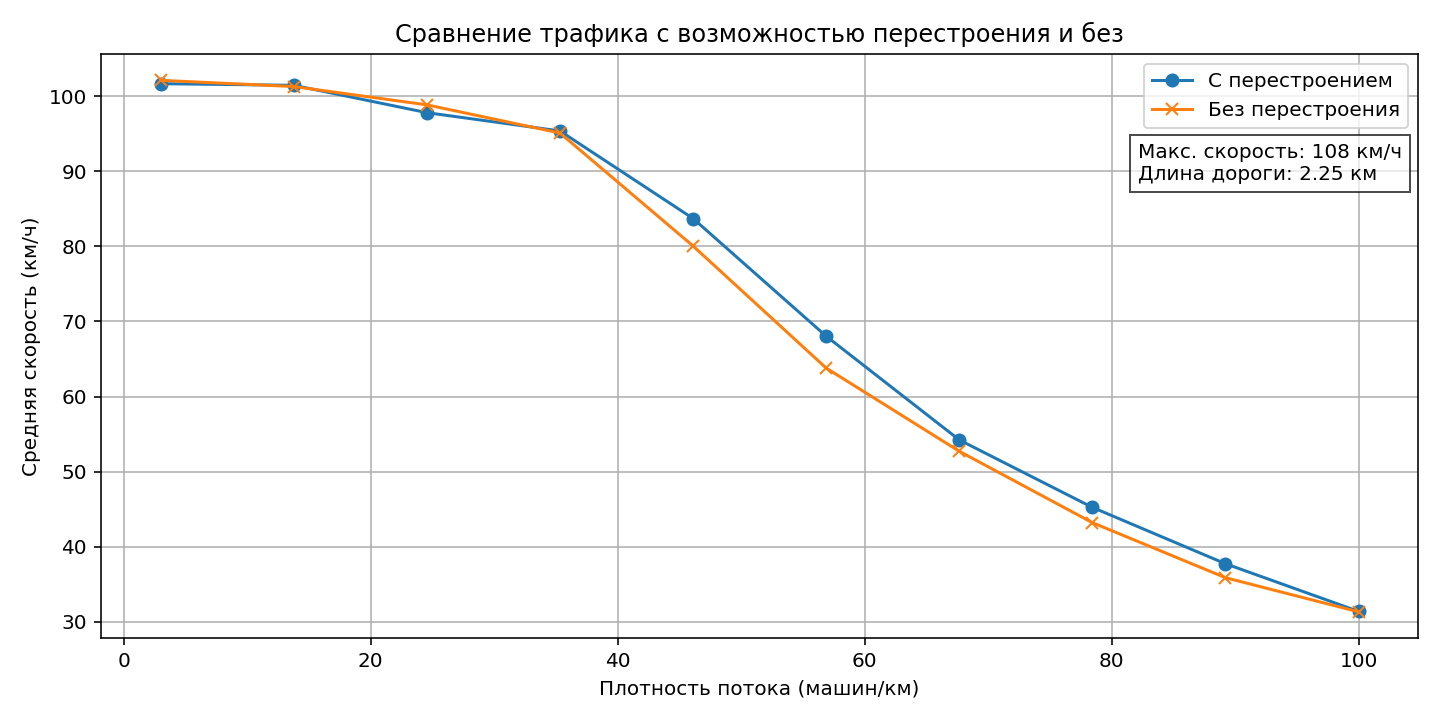 Сравнение трафика с возможностью перестроения и без
С перестроением
Без перестроения
Макс. скорость: 108 км/ч
Длина дороги: 2.25 км
Средняя скорость (км/ч)
100
90
80
70
60
50
40
30
0 20 40 60 80 100
Плотность потока (машин/км)